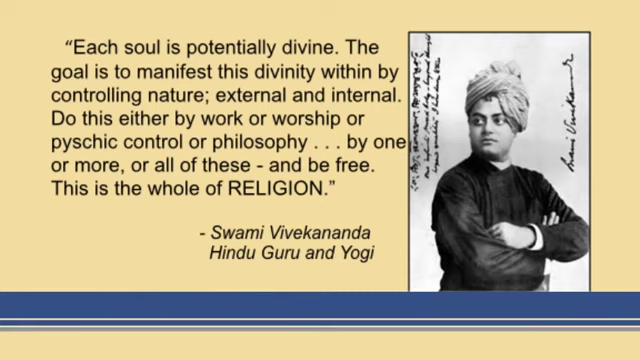 “Each soul is potentially divine. The
goal is to manifest this divinity within by
controlling nature; external and internal.
Do this either by work or worship or
pyschic control or philosophy . . . by one
or more, or all of these - and be free.
This is the whole of RELIGION.”
- Swami Vivekananda
Hindu Guru and Yogi
Swami Vivekananda